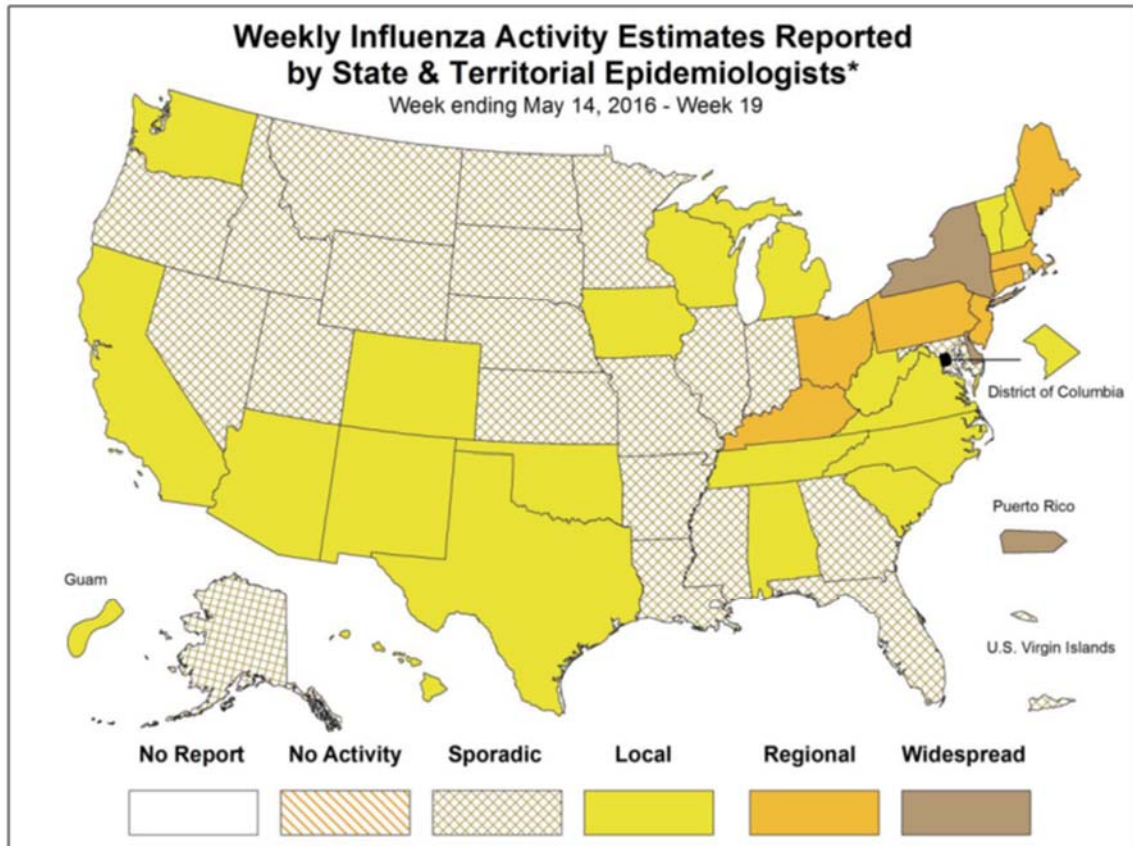 Weekly Influenza Activity Estimates Reported
by State & Territorial Epidemiologists*
Week ending May 14, 2016 - Week 19
District of Columbia
Puerto Rico
Guam
U.S. Virgin Islands
No Report No Activity Sporadic Local Regional Widespread